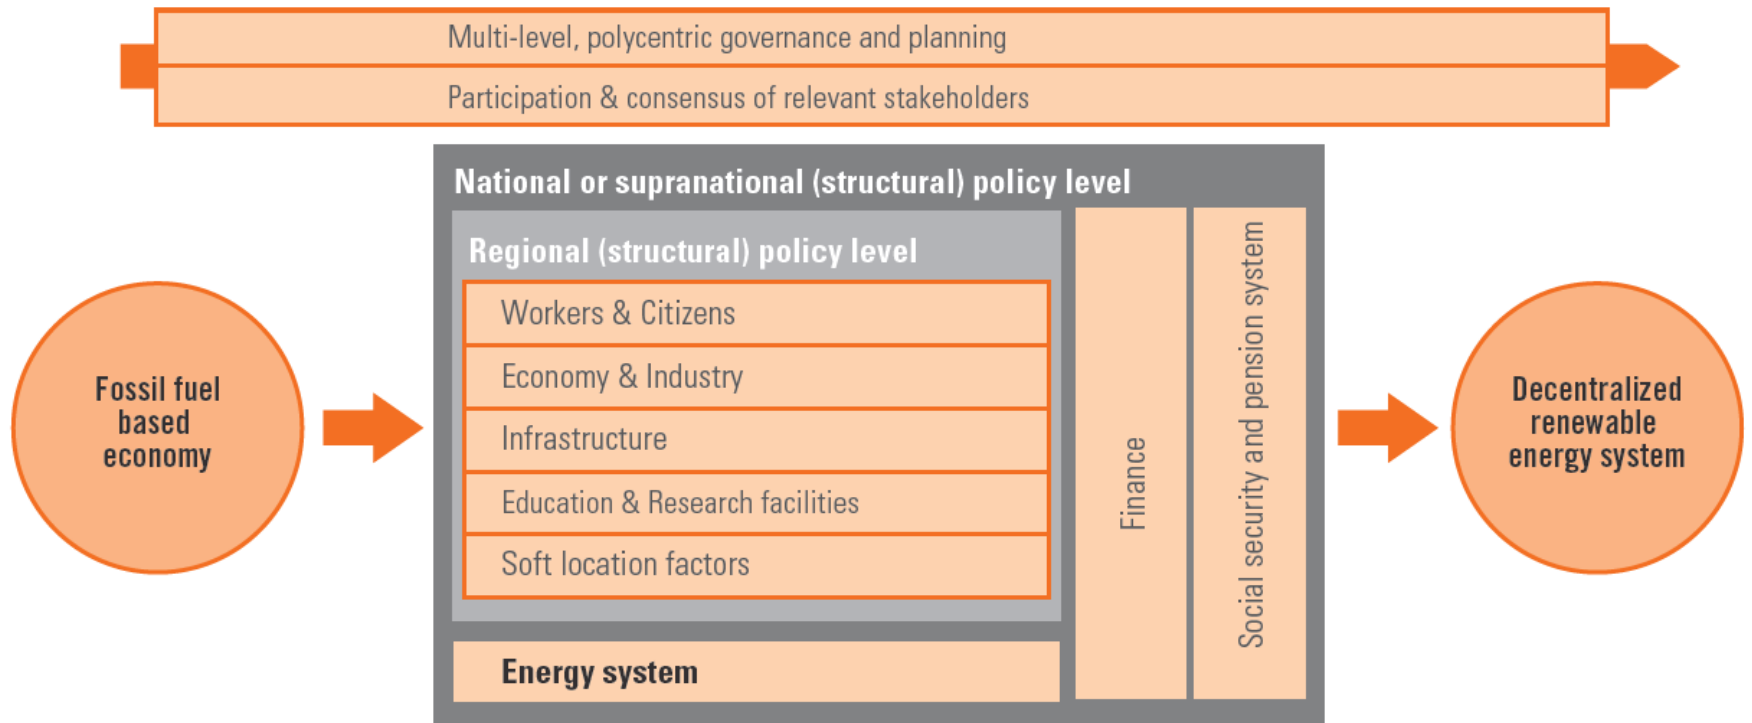 Multi-level, polycentric governance and planning
Participation & consensus of relevant stakeholders
National or supranational (structural) policy level
Regional (structural) policy level
Workers & Citizens
Economy & Industry
Infrastructure
Education & Research facilities
Soft location factors
Energy system
Finance
Social security and pension system
Fossil fuel
based
economy
Decentralized
renewable
energy system